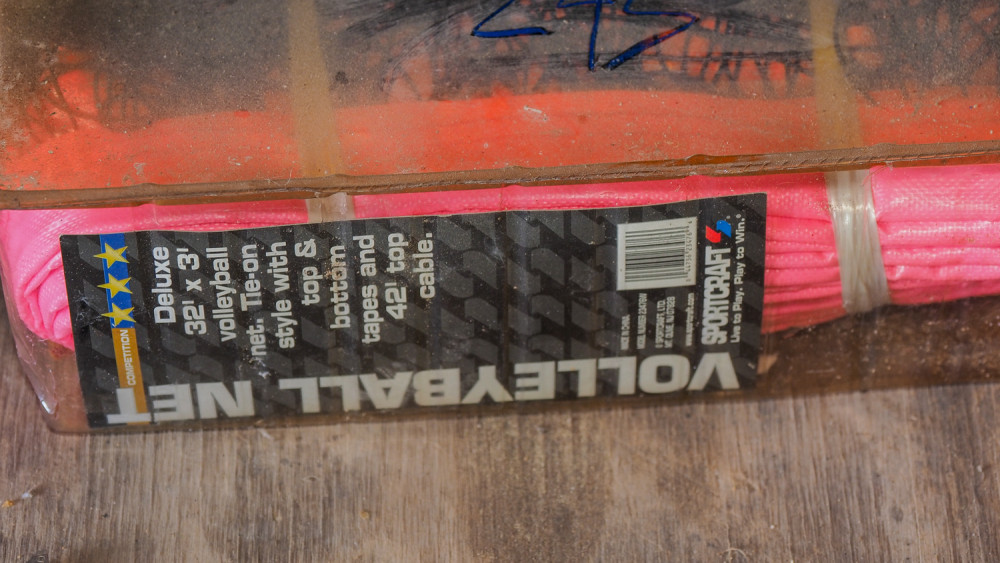 VOLLEYBALL NET
COMPETITION
Deluxe
32' x 3'
volleyball
net. Tie-on
style with
top &
bottom
tapes and
42' top
cable.
SPORTCRAFT
Live to Play. Play to Win.®